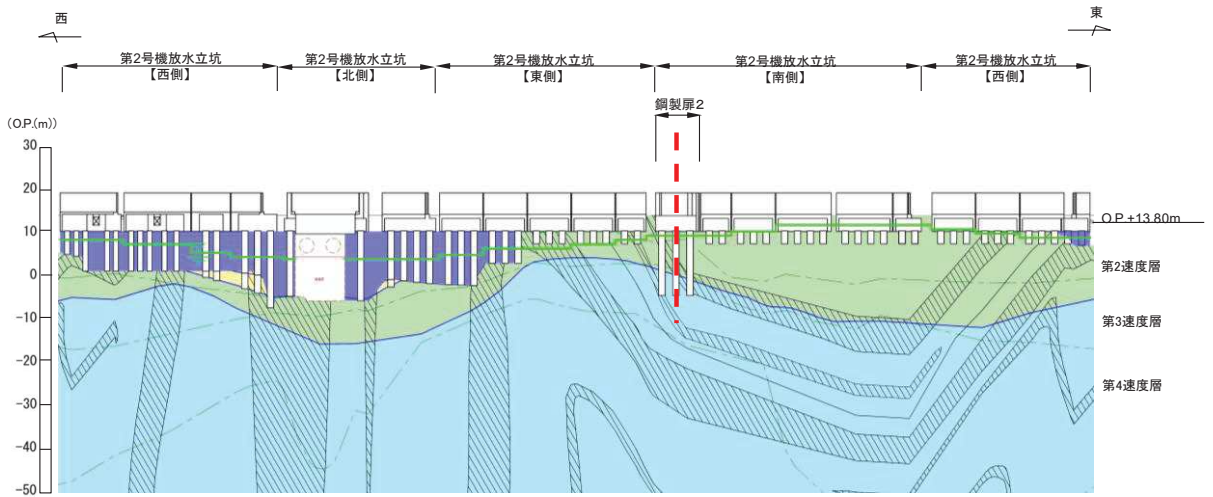 西
東
第2号機放水立坑
【西側】
第2号機放水立坑
【北側】
第2号機放水立坑
【東側】
第2号機放水立坑
【南側】
第2号機放水立坑
【西側】
鋼製扉2
(O.P.(m))
30
20
10
0
-10
-20
-30
-40
-50
O.P.+13.80m
第2速度層
第3速度層
第4速度層